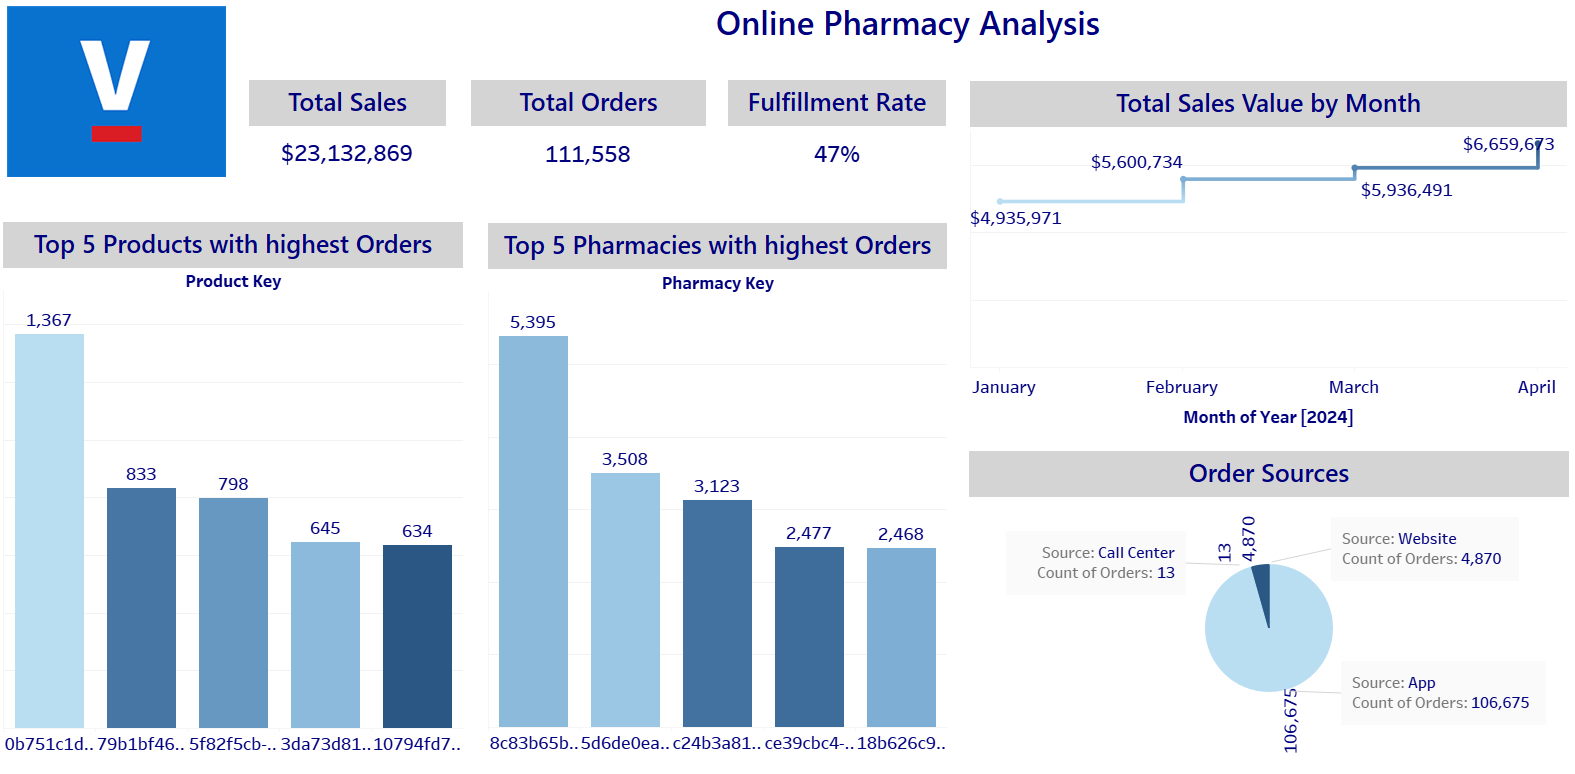 V
Online Pharmacy Analysis
Total Sales
$23,132,869
Total Orders
111,558
Fulfillment Rate
47%
Total Sales Value by Month
$4,935,971
$5,600,734
$5,936,491
$6,659,673
January
February
March
April
Month of Year [2024]
Top 5 Products with highest Orders
Product Key
1,367
833
798
645
634
0b751c1d..
79b1bf46..
5f82f5cb-..
3da73d81..
10794fd7..
Top 5 Pharmacies with highest Orders
Pharmacy Key
5,395
3,508
3,123
2,477
2,468
8c83b65b..
5d6de0ea..
c24b3a81..
ce39cbc4-..
18b626c9..
Order Sources
Source: Call Center
Count of Orders: 13
13
4,870
Source: Website
Count of Orders: 4,870
Source: App
Count of Orders: 106,675
106,675